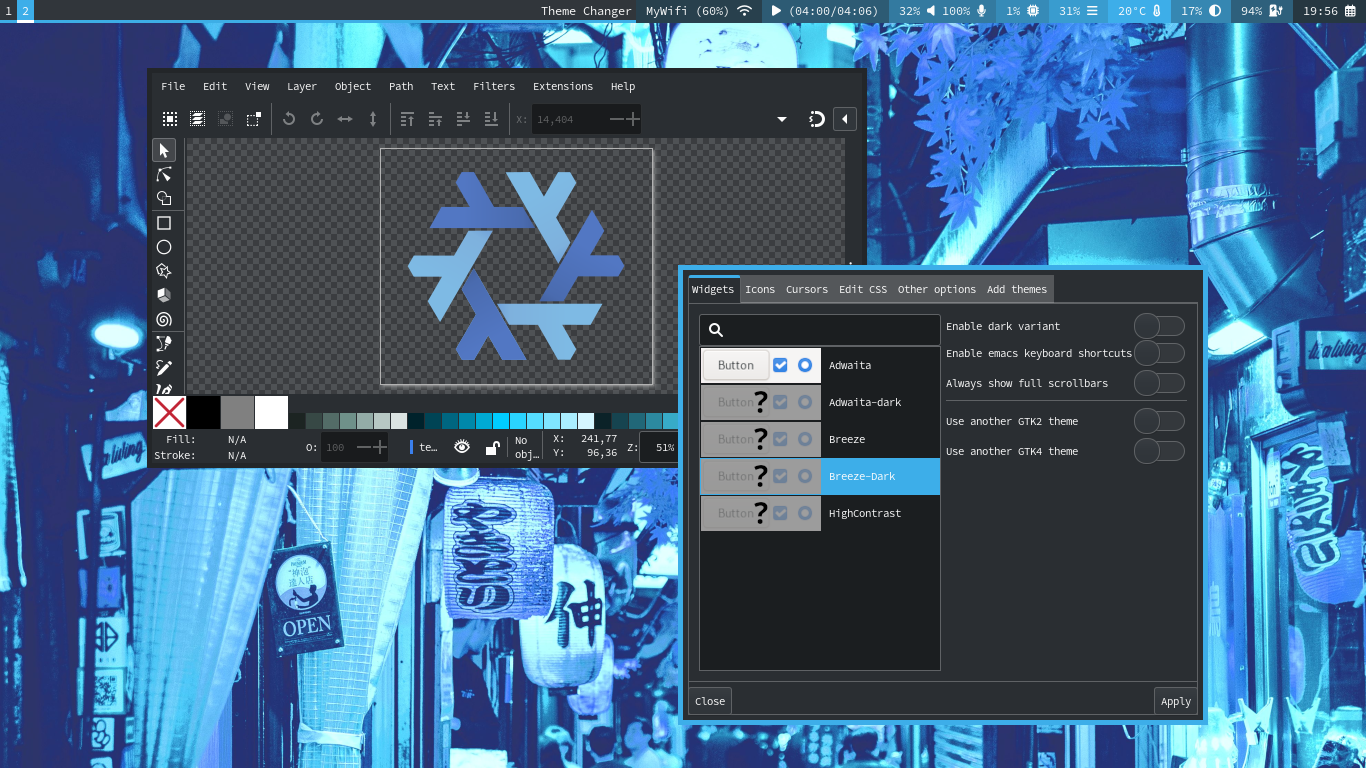 1 2 Theme Changer MyWifi (60%) (04:00/04:06) 32% 100% 1% 31% 20°C 17% 94% 19:56
File Edit View Layer Object Path Text Filters Extensions Help
X: 14,404
Fill: N/A
Stroke: N/A
O: 100
te…
No
obj…
X: 241,77
Y: 96,36
Z: 51%
Widgets Icons Cursors Edit CSS Other options Add themes
Button Adwaita
Button ? Adwaita-dark
Button ? Breeze
Button ? Breeze-Dark
Button ? HighContrast
Enable dark variant
Enable emacs keyboard shortcuts
Always show full scrollbars
Use another GTK2 theme
Use another GTK4 theme
Close Apply
達人店
OPEN
伸